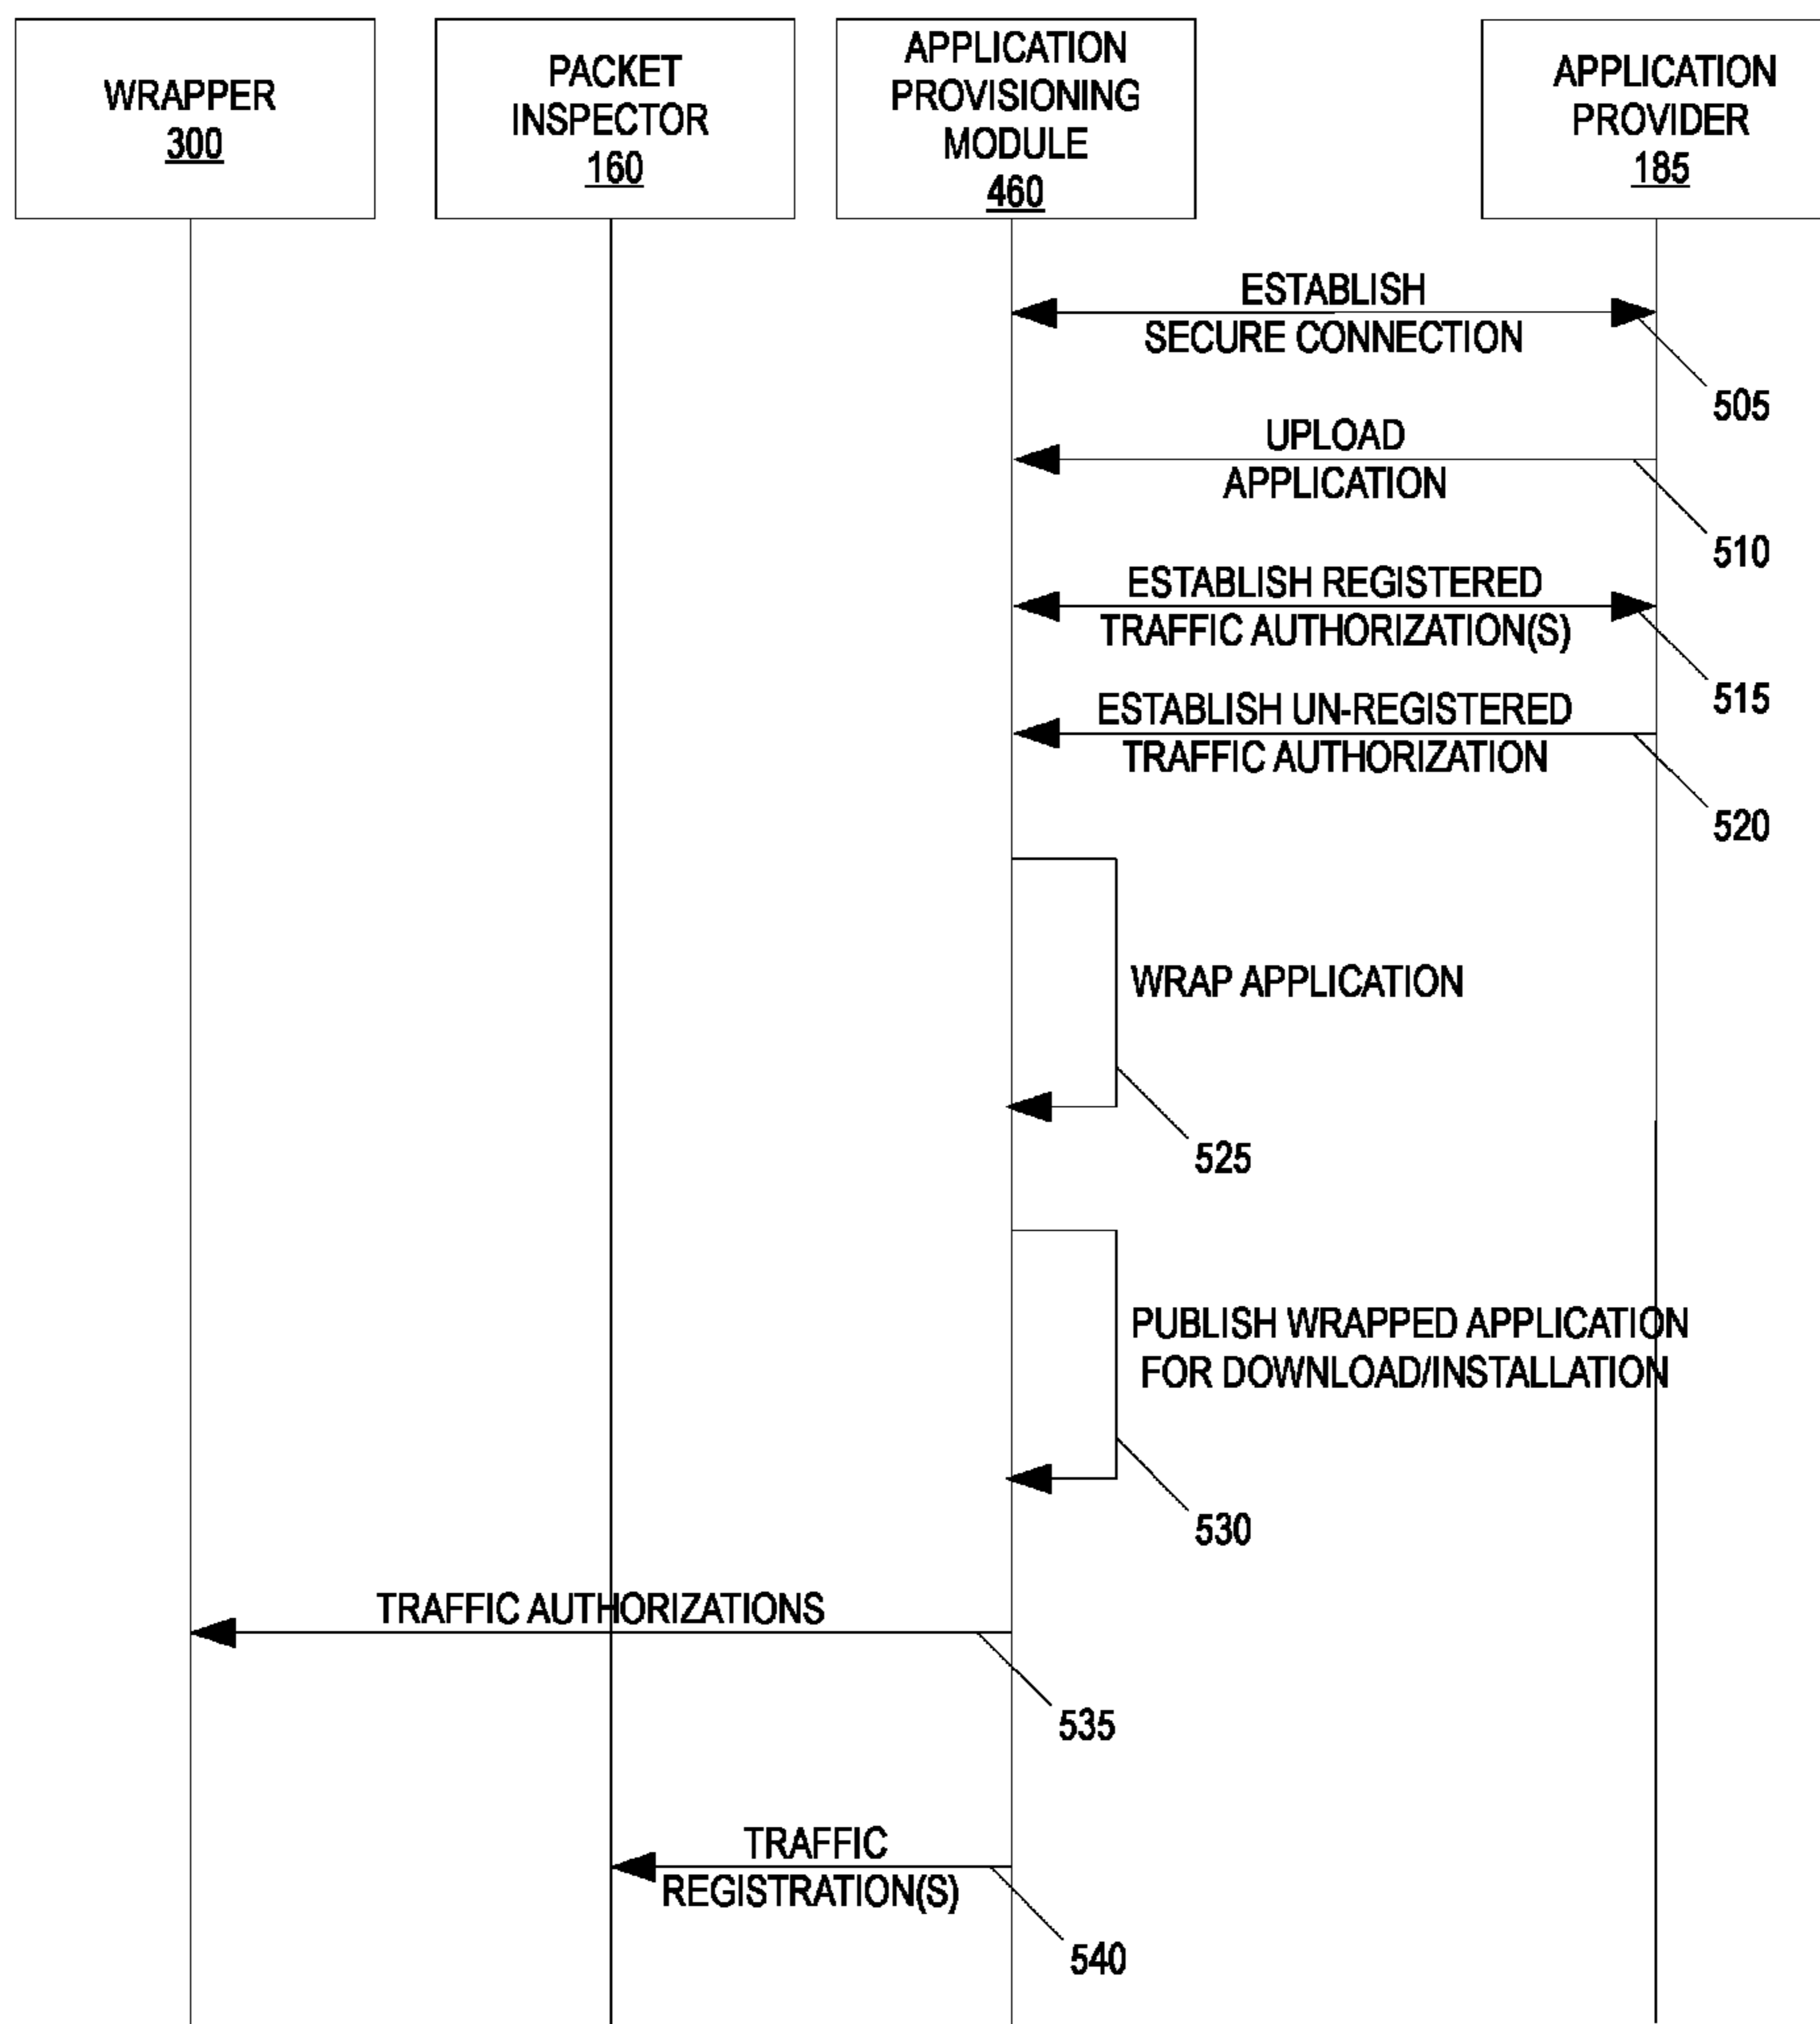 WRAPPER
300
PACKET
INSPECTOR
160
APPLICATION
PROVISIONING
MODULE
460
APPLICATION
PROVIDER
185
ESTABLISH
SECURE CONNECTION
505
UPLOAD
APPLICATION
510
ESTABLISH REGISTERED
TRAFFIC AUTHORIZATION(S)
515
ESTABLISH UN-REGISTERED
TRAFFIC AUTHORIZATION
520
WRAP APPLICATION
525
PUBLISH WRAPPED APPLICATION
FOR DOWNLOAD/INSTALLATION
530
TRAFFIC AUTHORIZATIONS
535
TRAFFIC
REGISTRATION(S)
540